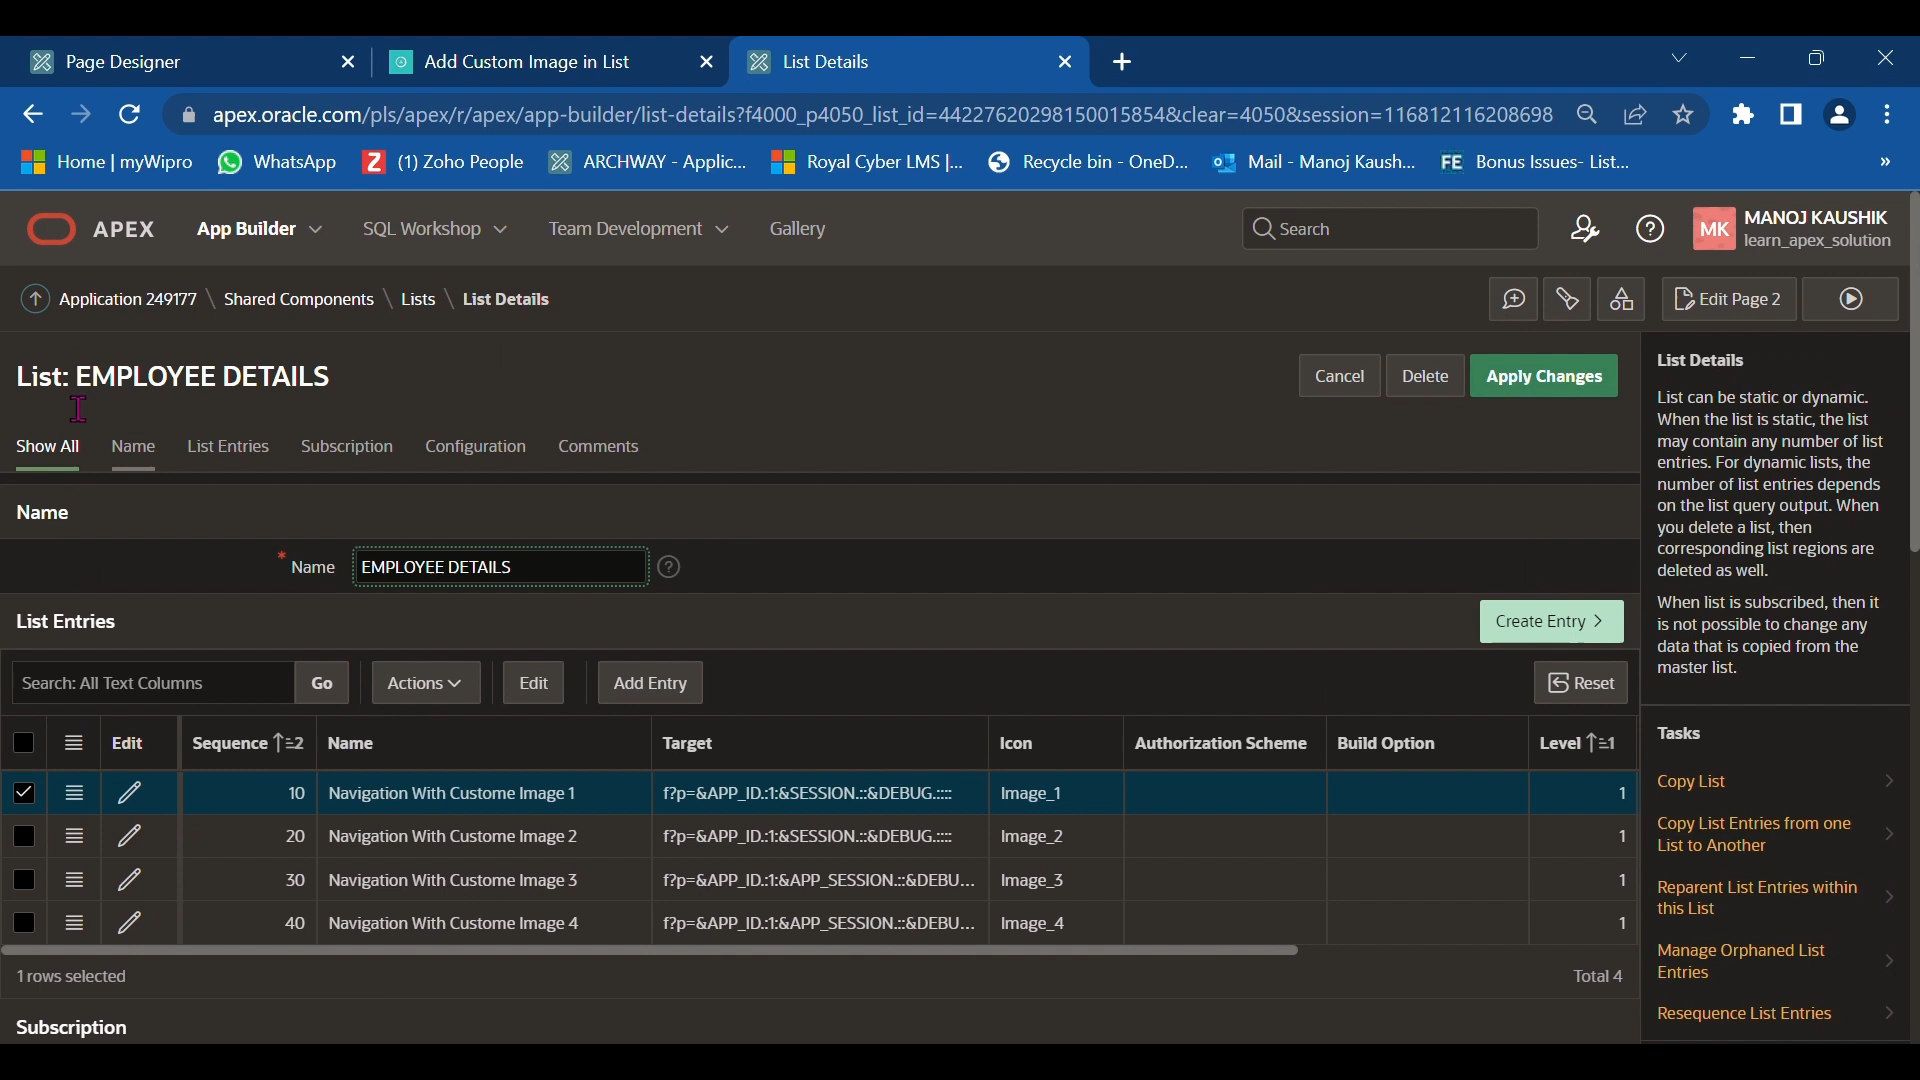 Page Designer
Add Custom Image in List
List Details
apex.oracle.com/pls/apex/r/apex/app-builder/list-details?f4000_p4050_list_id=44227620298150015854&clear=4050&session=116812116208698
Home | myWipro
WhatsApp
(1) Zoho People
ARCHWAY - Applic...
Royal Cyber LMS |...
Recycle bin - OneD...
Mail - Manoj Kaush...
FE Bonus Issues- List...
»
APEX
App Builder
SQL Workshop
Team Development
Gallery
Search
MK
MANOJ KAUSHIK
learn_apex_solution
Application 249177 \ Shared Components \ Lists \ List Details
Edit Page 2
List: EMPLOYEE DETAILS
Cancel
Delete
Apply Changes
Show All
Name
List Entries
Subscription
Configuration
Comments
Name
* Name
EMPLOYEE DETAILS
?
List Entries
Create Entry >
Search: All Text Columns
Go
Actions
Edit
Add Entry
Reset
Edit Sequence 2 Name Target Icon Authorization Scheme Build Option Level 1
10 Navigation With Custome Image 1 f?p=&APP_ID.:1:&SESSION.::&DEBUG.:::: Image_1 1
20 Navigation With Custome Image 2 f?p=&APP_ID.:1:&SESSION.::&DEBUG.:::: Image_2 1
30 Navigation With Custome Image 3 f?p=&APP_ID.:1:&APP_SESSION.::&DEBU... Image_3 1
40 Navigation With Custome Image 4 f?p=&APP_ID.:1:&APP_SESSION.::&DEBU... Image_4 1
1 rows selected
Total 4
Subscription
List Details
List can be static or dynamic.
When the list is static, the list
may contain any number of list
entries. For dynamic lists, the
number of list entries depends
on the list query output. When
you delete a list, then
corresponding list regions are
deleted as well.
When list is subscribed, then it
is not possible to change any
data that is copied from the
master list.
Tasks
Copy List
Copy List Entries from one
List to Another
Reparent List Entries within
this List
Manage Orphaned List
Entries
Resequence List Entries